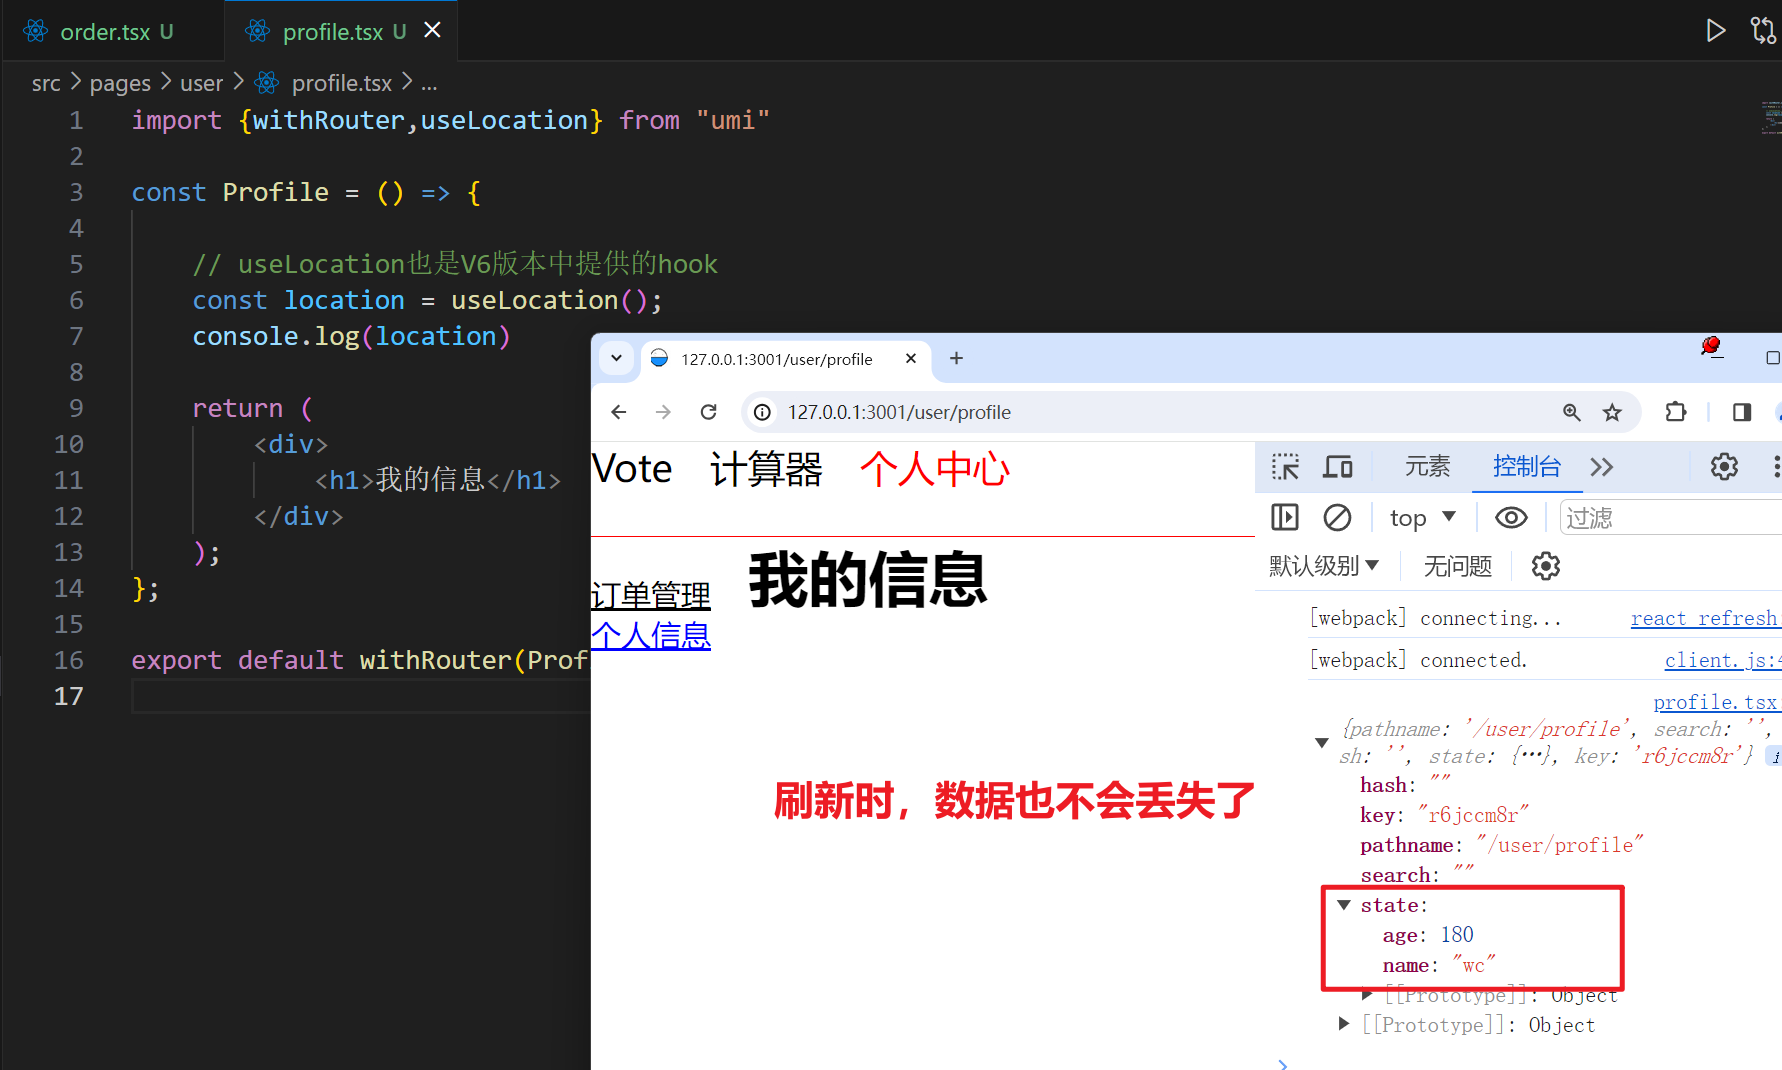 order.tsx U
profile.tsx U
src > pages > user > profile.tsx > ...
1 import {withRouter,useLocation} from "umi"
2
3 const Profile = () => {
4
5 // useLocation也是V6版本中提供的hook
6 const location = useLocation();
7 console.log(location)
8
9 return (
10 <div>
11 <h1>我的信息</h1>
12 </div>
13 );
14 };
15
16 export default withRouter(Prof
17
127.0.0.1:3001/user/profile
127.0.0.1:3001/user/profile
Vote 计算器 个人中心
订单管理
个人信息
我的信息
刷新时，数据也不会丢失了
元素 控制台
top 过滤
默认级别 无问题
[webpack] connecting... react refresh:
[webpack] connected. client.js:4
profile.tsx:
{pathname: '/user/profile', search: '',
sh: '', state: {…}, key: 'r6jccm8r'} i
hash: ""
key: "r6jccm8r"
pathname: "/user/profile"
search: ""
state:
age: 180
name: "wc"
[[Prototype]]: Object
[[Prototype]]: Object